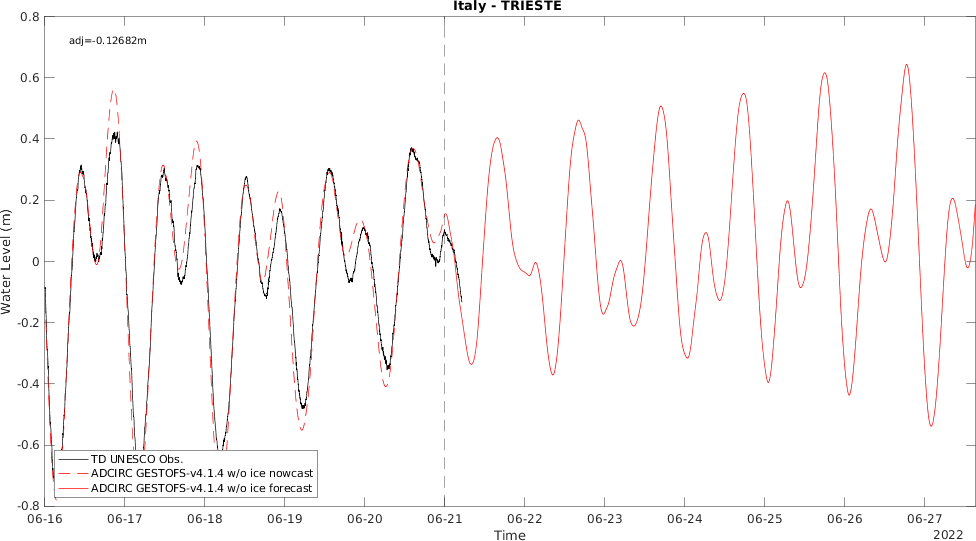 Italy - TRIESTE
adj=-0.12682m
0.8
0.6
0.4
0.2
0
-0.2
-0.4
-0.6
-0.8
Water Level (m)
TD UNESCO Obs.
ADCIRC GESTOFS-v4.1.4 w/o ice nowcast
ADCIRC GESTOFS-v4.1.4 w/o ice forecast
06-16 06-17 06-18 06-19 06-20 06-21 06-22 06-23 06-24 06-25 06-26 06-27
Time
2022